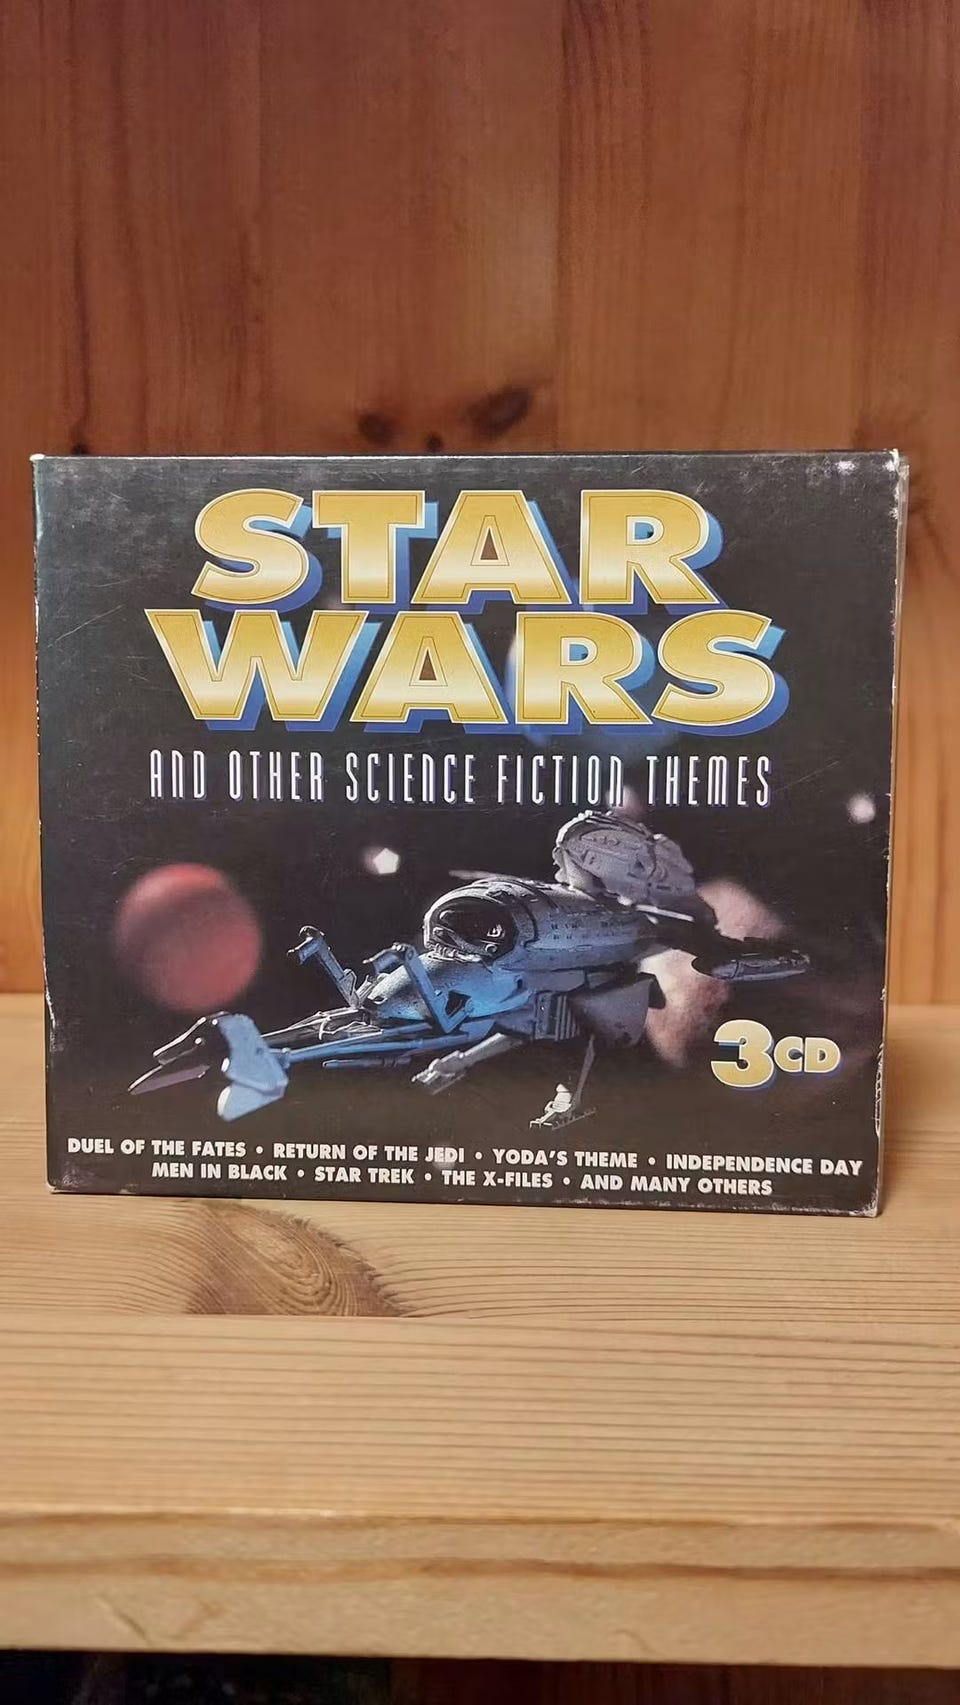 STAR
WARS
AND OTHER SCIENCE FICTION THEMES
3CD
DUEL OF THE FATES • RETURN OF THE JEDI • YODA'S THEME • INDEPENDENCE DAY
MEN IN BLACK • STAR TREK • THE X-FILES • AND MANY OTHERS